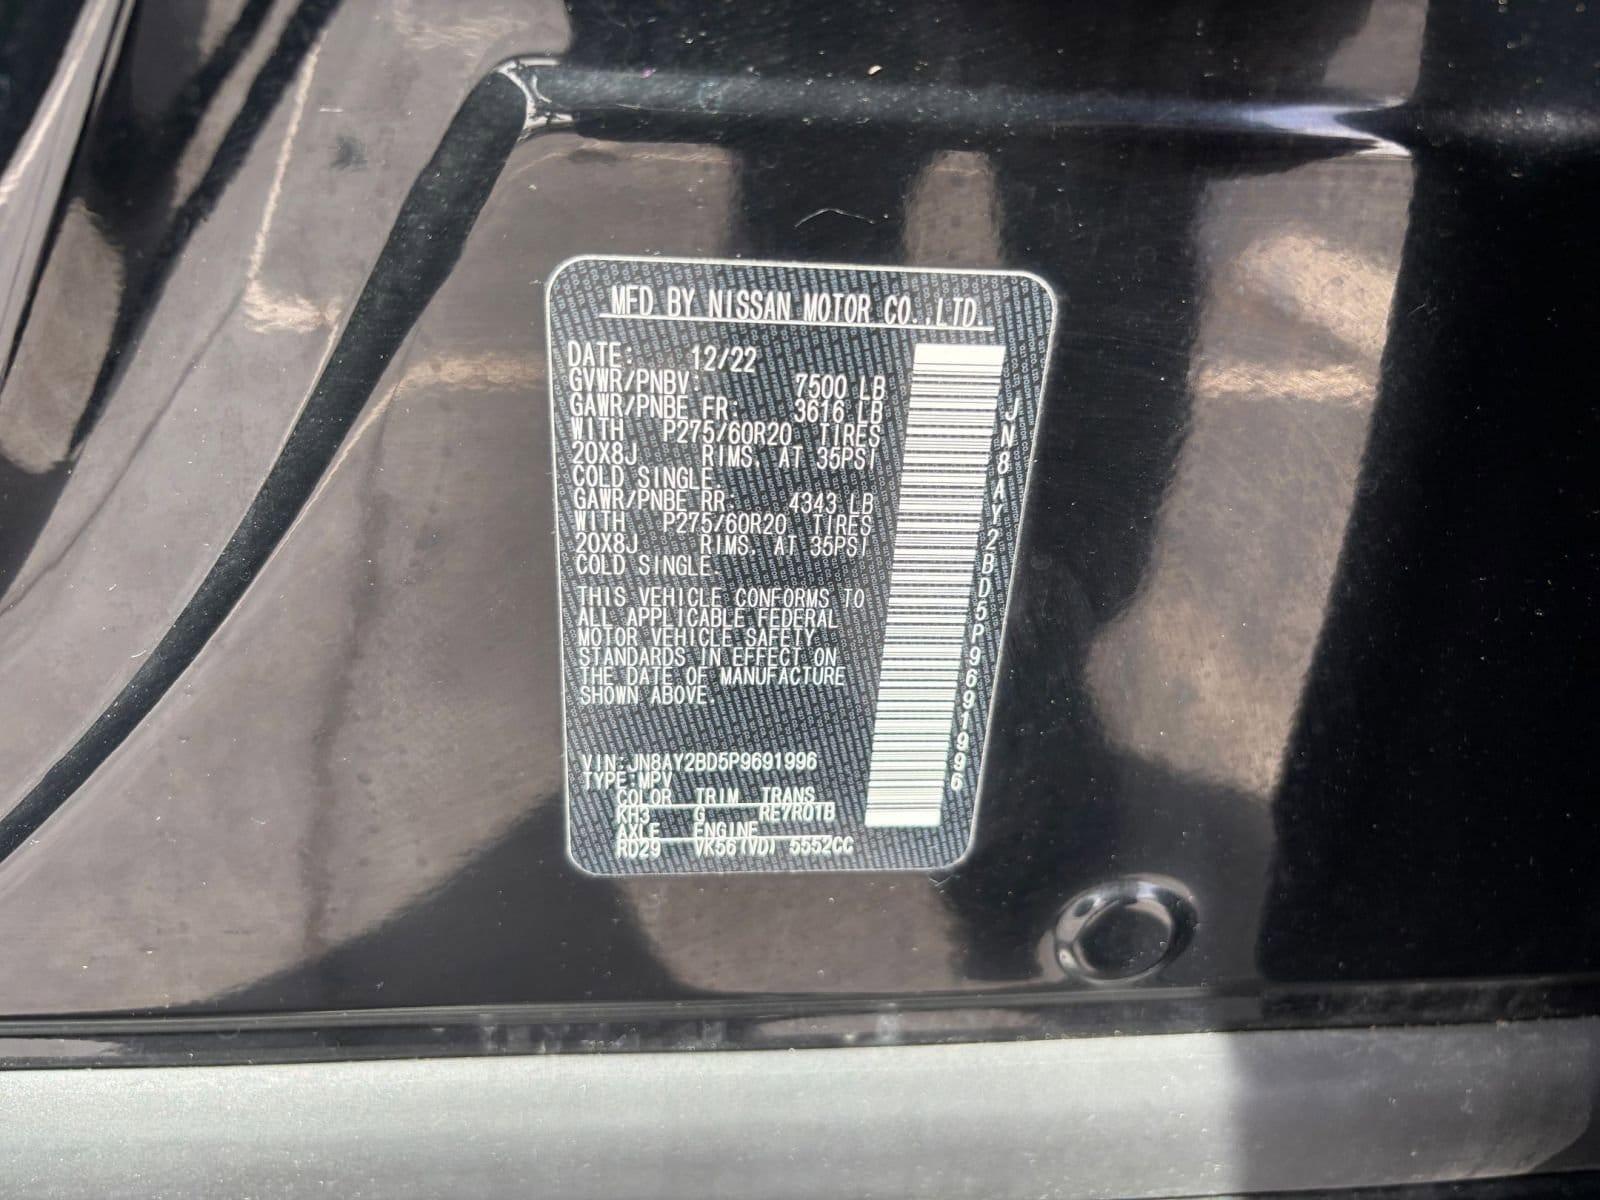 MFD BY NISSAN MOTOR CO.,LTD.
DATE: 12/22
GVWR/PNBV: 7500 LB
GAWR/PNBE FR: 3616 LB
WITH P275/60R20 TIRES
20X8J RIMS, AT 35PSI
COLD SINGLE.
GAWR/PNBE RR: 4343 LB
WITH P275/60R20 TIRES
20X8J RIMS, AT 35PSI
COLD SINGLE.
THIS VEHICLE CONFORMS TO
ALL APPLICABLE FEDERAL
MOTOR VEHICLE SAFETY
STANDARDS IN EFFECT ON
THE DATE OF MANUFACTURE
SHOWN ABOVE.
VIN:JN8AY2BD5P9691996
TYPE:MPV
COLOR TRIM TRANS
KH3 G RE7R01B
AXLE ENGINE
RD29 VK56(VD) 5552CC
JN8AY2BD5P9691996